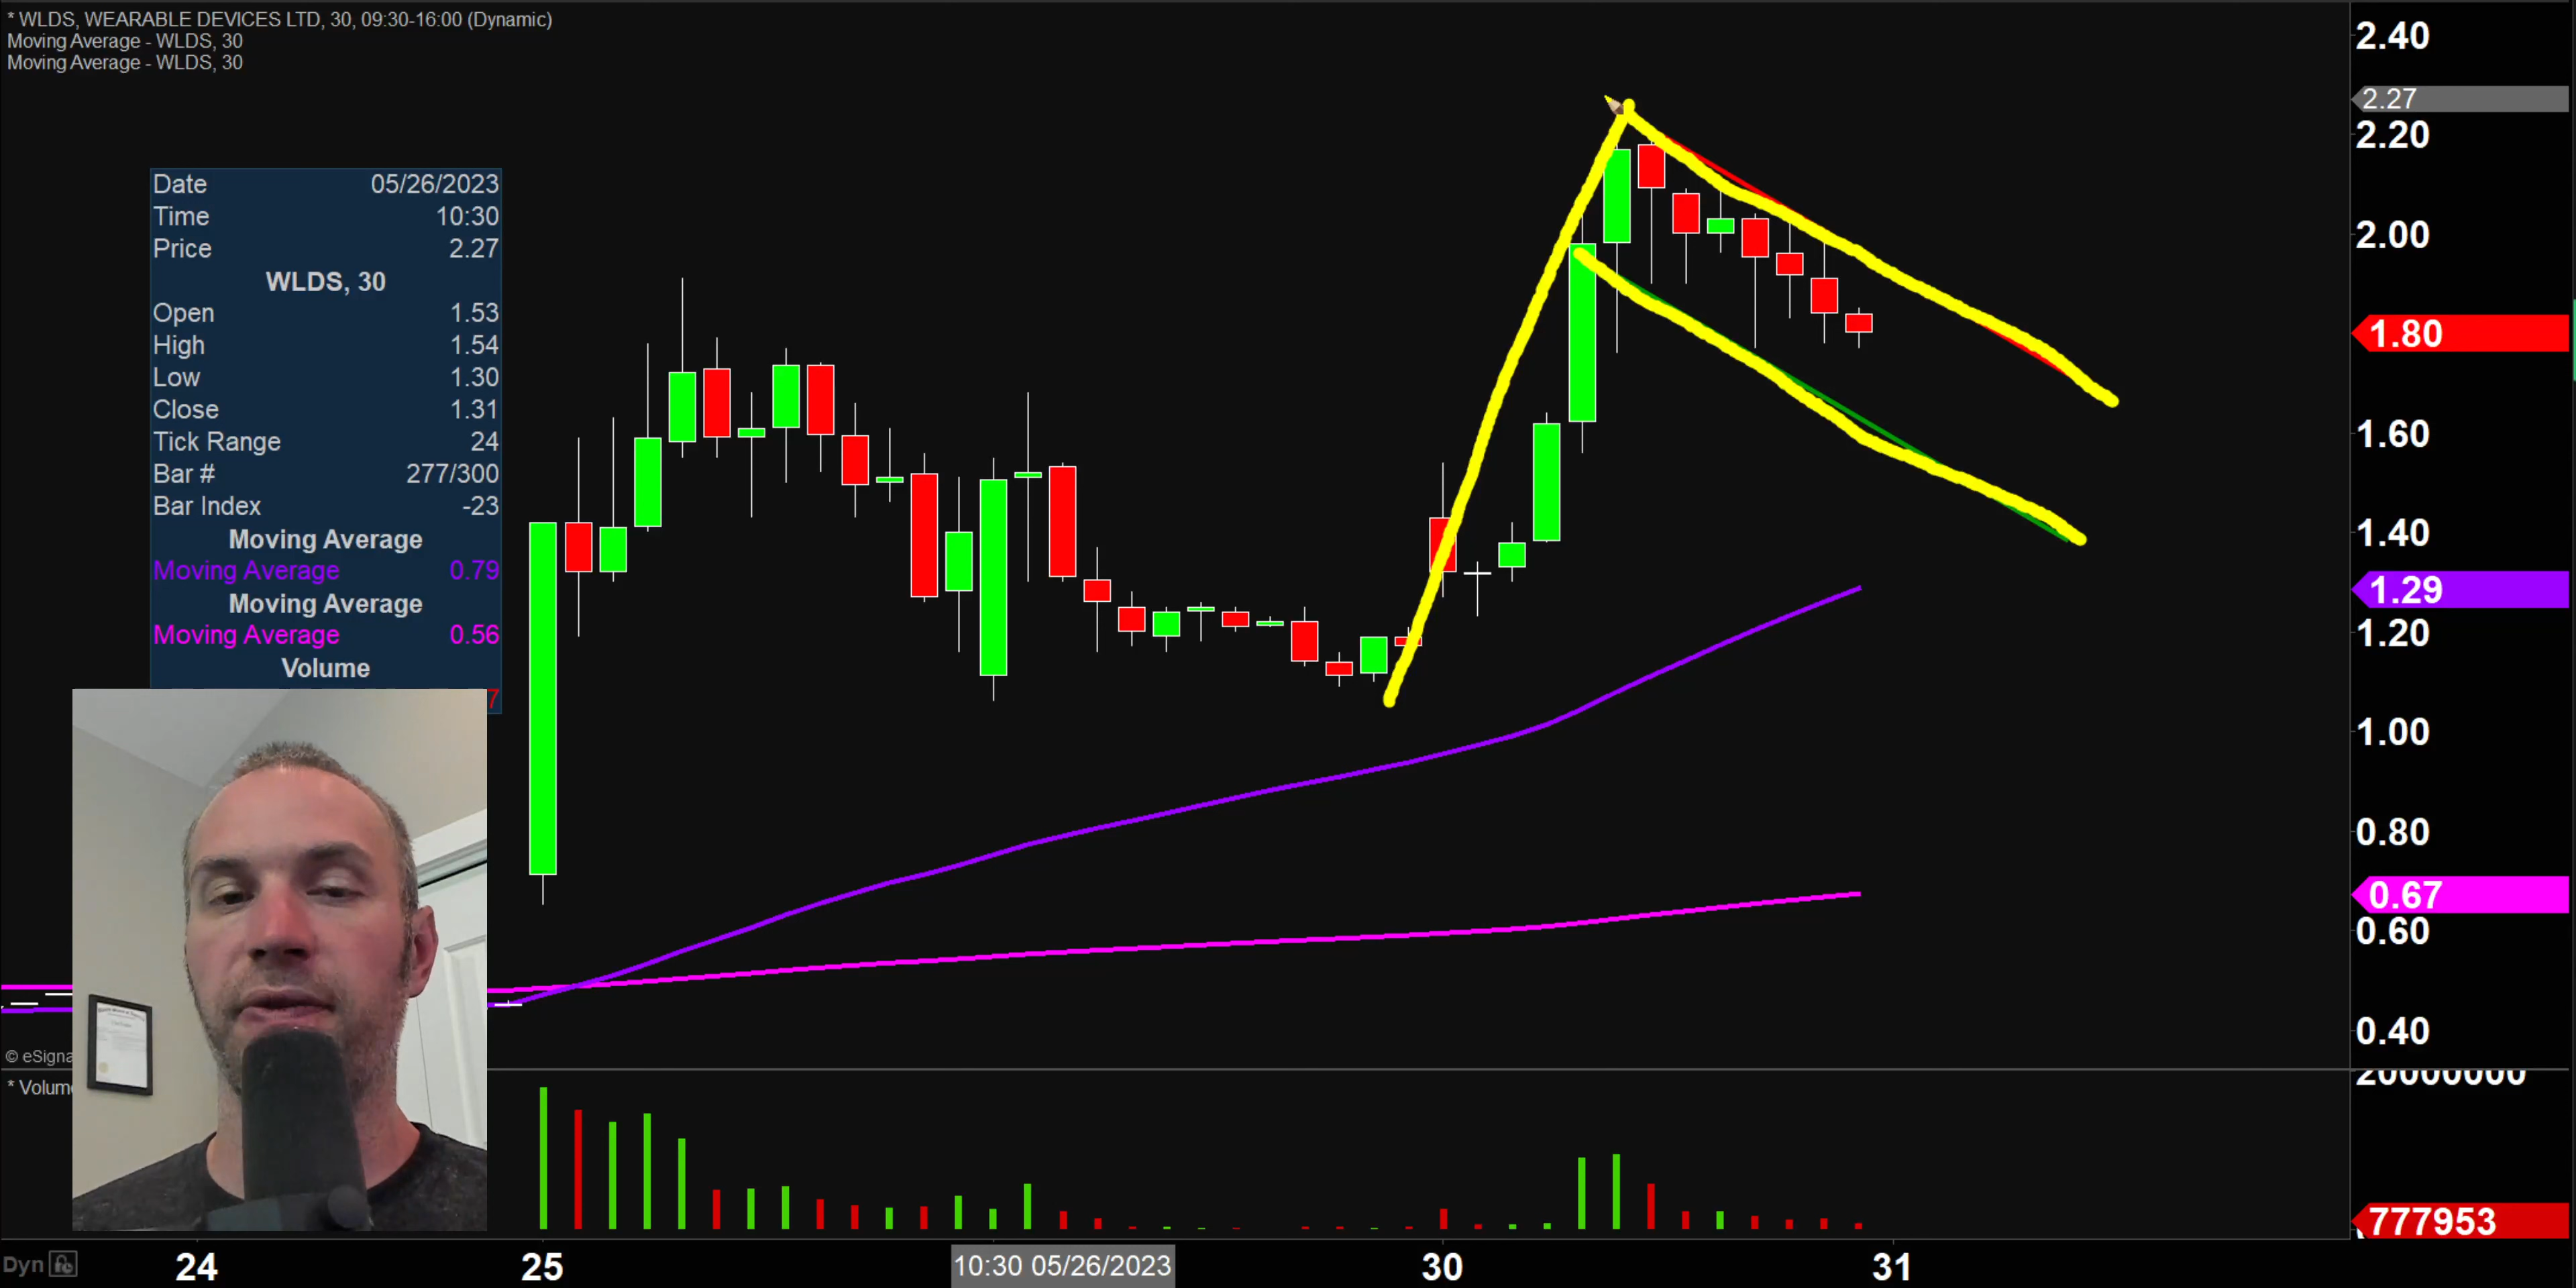 * WLDS, WEARABLE DEVICES LTD, 30, 09:30-16:00 (Dynamic)
Moving Average - WLDS, 30
Moving Average - WLDS, 30
Date 05/26/2023
Time 10:30
Price 2.27
WLDS, 30
Open 1.53
High 1.54
Low 1.30
Close 1.31
Tick Range 24
Bar # 277/300
Bar Index -23
Moving Average
Moving Average 0.79
Moving Average
Moving Average 0.56
Volume
7
2.40
2.27
2.20
2.00
1.80
1.60
1.40
1.29
1.20
1.00
0.80
0.67
0.60
0.40
© eSigna
* Volum
20000000
777953
Dyn
24
25
10:30 05/26/2023
30
31